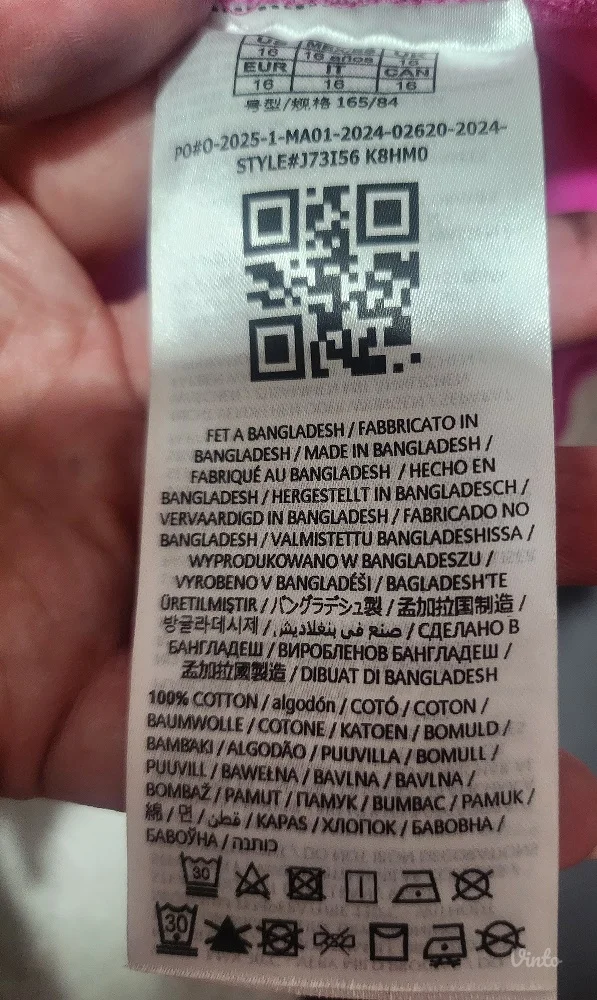 US MEXICO UK
16 16 años 16
EUR IT CAN
16 16 16
号型/规格 165/84
PO#O-2025-1-MA01-2024-02620-2024-
STYLE#J73I56 K8HM0
FET A BANGLADESH / FABBRICATO IN
BANGLADESH / MADE IN BANGLADESH /
FABRIQUÉ AU BANGLADESH / HECHO EN
BANGLADESH / HERGESTELLT IN BANGLADESCH /
VERVAARDIGD IN BANGLADESH / FABRICADO NO
BANGLADESH / VALMISTETTU BANGLADESHISSA /
WYPRODUKOWANO W BANGLADESZU /
VYROBENO V BANGLADÉŠI / BAGLADESH'TE
ÜRETILMIŞTIR / バングラデシュ製 / 孟加拉国制造 /
방글라데시제 / صنع في بنغلاديش / СДЕЛАНО В
БАНГЛАДЕШ / ВИРОБЛЕНОВ БАНГЛАДЕШ /
孟加拉國製造 / DIBUAT DI BANGLADESH
100% COTTON / algodón / COTÓ / COTON /
BAUMWOLLE / COTONE / KATOEN / BOMULD /
BAMBAKI / ALGODÃO / PUUVILLA / BOMULL /
PUUVILL / BAWEŁNA / BAVLNA / BAVLNA /
BOMBAŽ / PAMUT / ПАМУК / BUMBAC / PAMUK /
綿 / 면 / قطن / KAPAS / ХЛОПОК / БАВОВНА /
БАВОЎНА / כותנה
30
30
Vinto